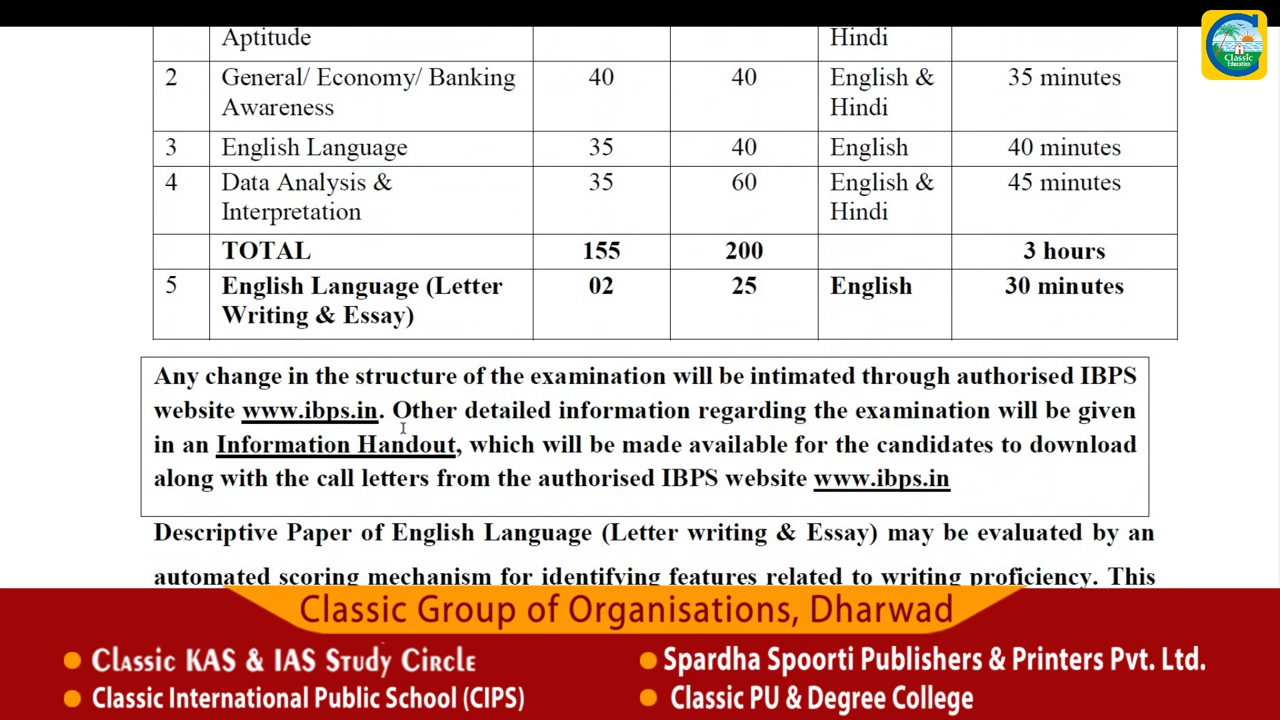 Classic
Education
Aptitude Hindi
2 General/ Economy/ Banking 40 40 English & 35 minutes
Awareness Hindi
3 English Language 35 40 English 40 minutes
4 Data Analysis & 35 60 English & 45 minutes
Interpretation Hindi
TOTAL 155 200 3 hours
5 English Language (Letter 02 25 English 30 minutes
Writing & Essay)
Any change in the structure of the examination will be intimated through authorised IBPS
website www.ibps.in. Other detailed information regarding the examination will be given
in an Information Handout, which will be made available for the candidates to download
along with the call letters from the authorised IBPS website www.ibps.in
Descriptive Paper of English Language (Letter writing & Essay) may be evaluated by an
automated scoring mechanism for identifying features related to writing proficiency. This
Classic Group of Organisations, Dharwad
Classic KAS & IAS Study Circle
Spardha Spoorti Publishers & Printers Pvt. Ltd.
Classic International Public School (CIPS)
Classic PU & Degree College